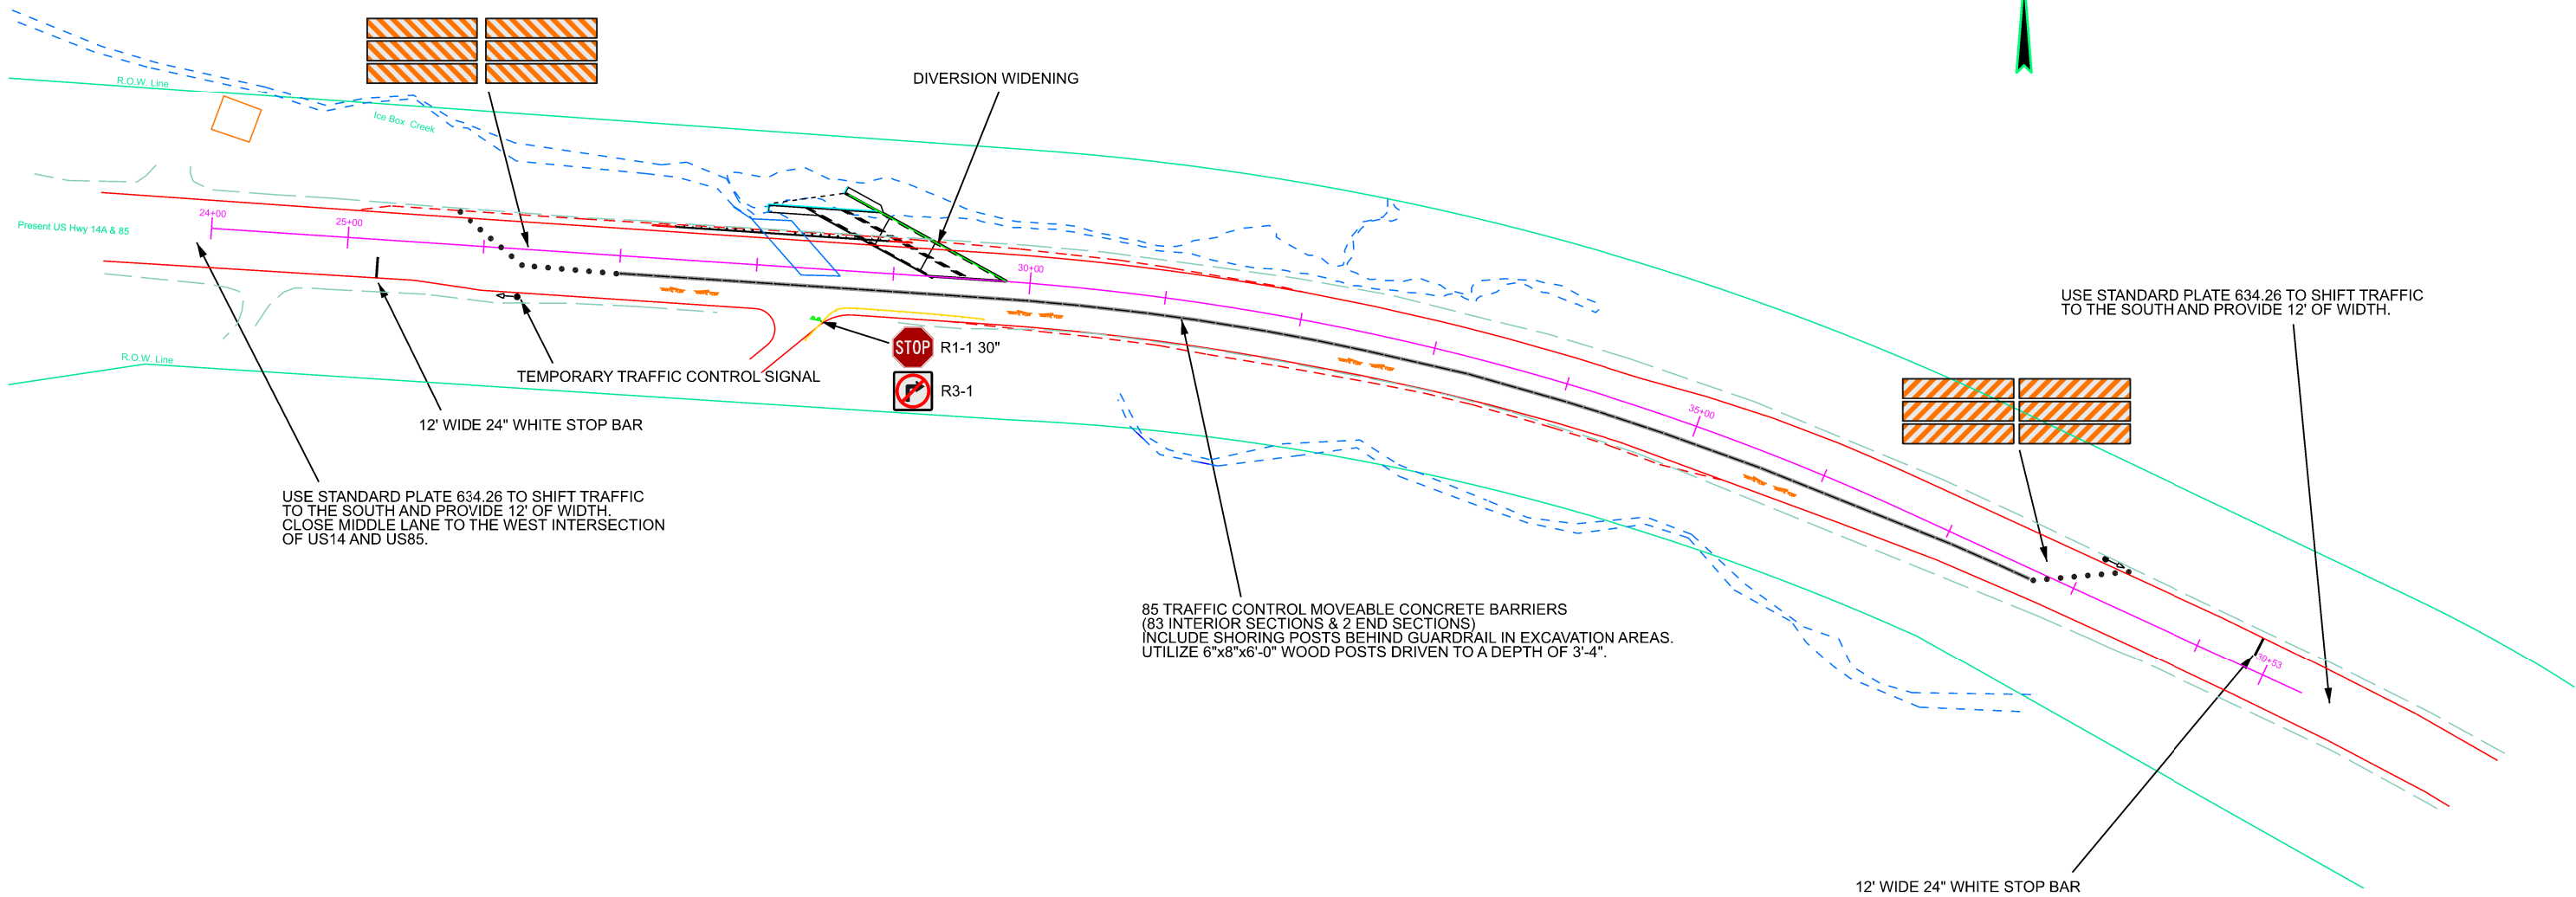 DIVERSION WIDENING
R.O.W. Line
Ice Box Creek
24+00
25+00
Present US Hwy 14A & 85
30+00
USE STANDARD PLATE 634.26 TO SHIFT TRAFFIC
TO THE SOUTH AND PROVIDE 12' OF WIDTH.
STOP
R1-1 30"
R3-1
R.O.W. Line
TEMPORARY TRAFFIC CONTROL SIGNAL
12' WIDE 24" WHITE STOP BAR
35+00
USE STANDARD PLATE 634.26 TO SHIFT TRAFFIC
TO THE SOUTH AND PROVIDE 12' OF WIDTH.
CLOSE MIDDLE LANE TO THE WEST INTERSECTION
OF US14 AND US85.
85 TRAFFIC CONTROL MOVEABLE CONCRETE BARRIERS
(83 INTERIOR SECTIONS & 2 END SECTIONS)
INCLUDE SHORING POSTS BEHIND GUARDRAIL IN EXCAVATION AREAS.
UTILIZE 6"x8"x6'-0" WOOD POSTS DRIVEN TO A DEPTH OF 3'-4".
30+53
12' WIDE 24" WHITE STOP BAR